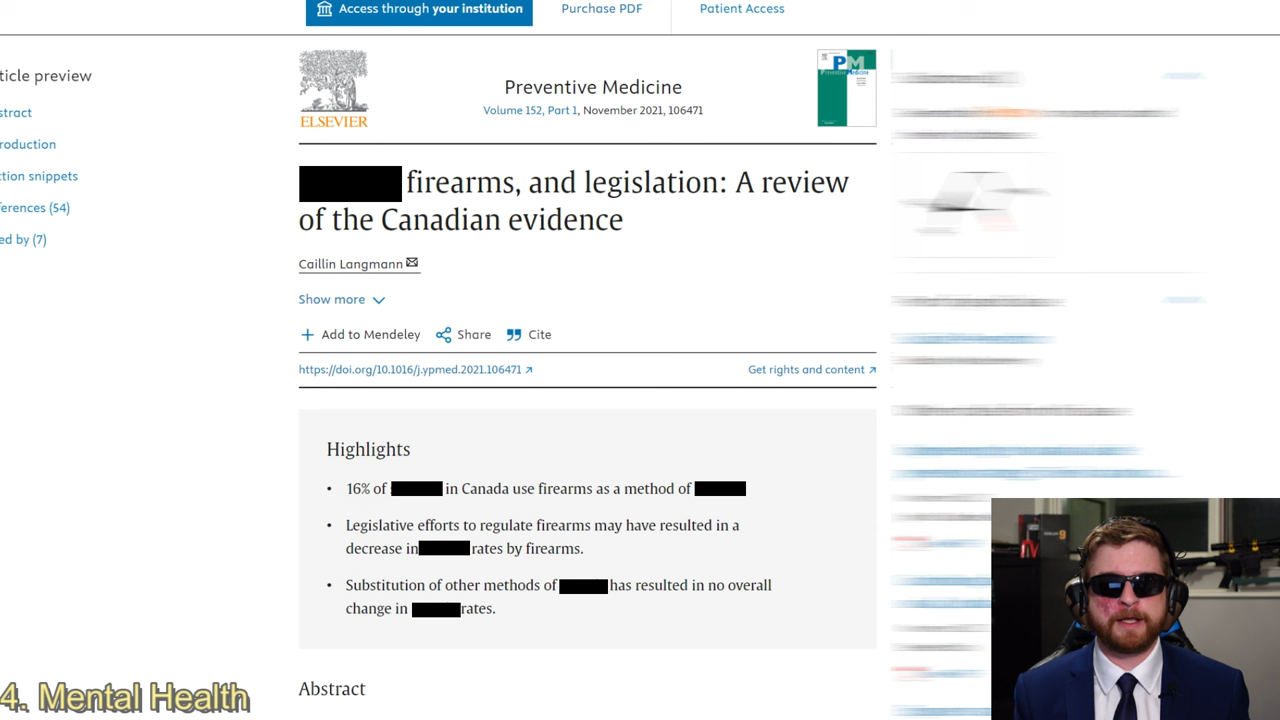 Access through your institution
Purchase PDF
Patient Access
ticle preview
stract
roduction
ction snippets
ferences (54)
ed by (7)
ELSEVIER
Preventive Medicine
Volume 152, Part 1, November 2021, 106471
PM
Preventive Medicine
firearms, and legislation: A review
of the Canadian evidence
Caillin Langmann
Show more
Add to Mendeley
Share
Cite
https://doi.org/10.1016/j.ypmed.2021.106471
Get rights and content
Highlights
• 16% of in Canada use firearms as a method of
• Legislative efforts to regulate firearms may have resulted in a
decrease in rates by firearms.
• Substitution of other methods of has resulted in no overall
change in rates.
Abstract
4. Mental Health